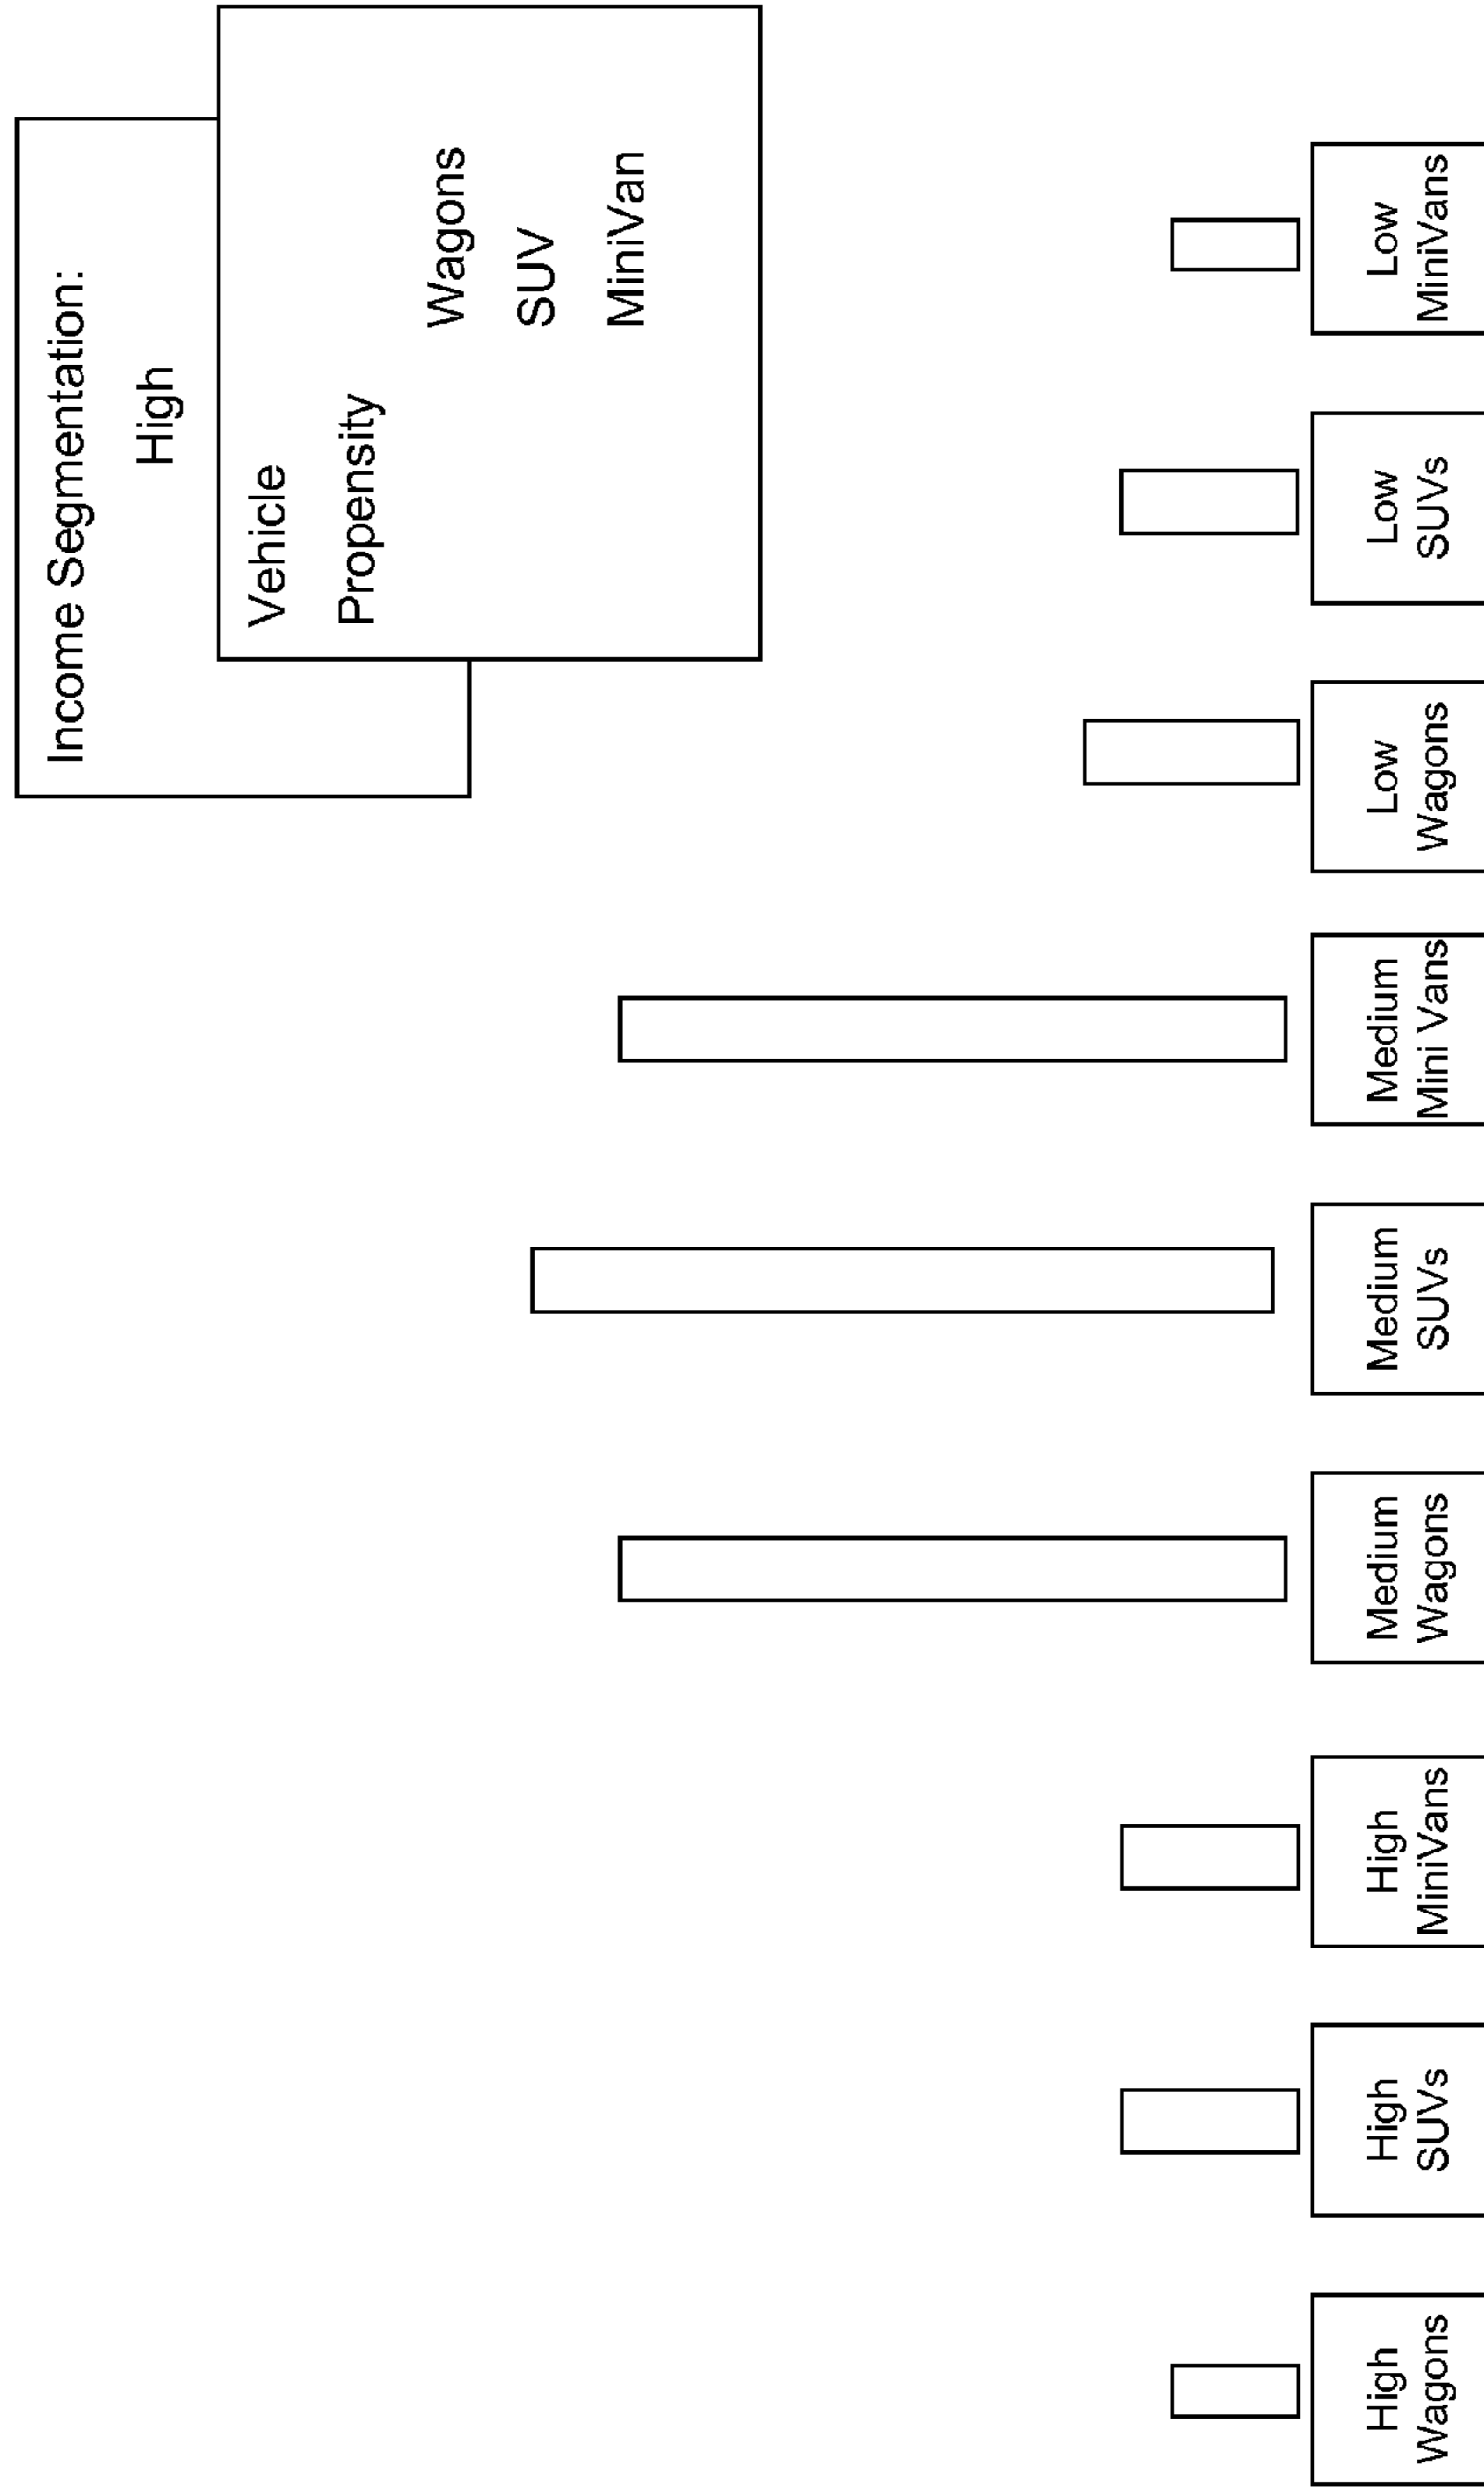 Income Segmentation:
High
Vehicle
Propensity
Wagons
SUV
MiniVan
High
Wagons
High
SUVs
High
MiniVans
Medium
Wagons
Medium
SUVs
Medium
Mini Vans
Low
Wagons
Low
SUVs
Low
MiniVans